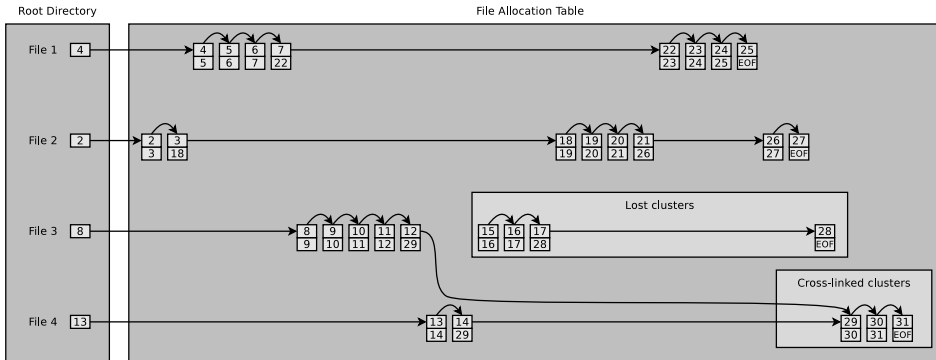 Root Directory File Allocation Table
File 1 4 4 5 6 7 22 23 24 25
5 6 7 22 23 24 25 EOF
File 2 2 2 3 18 19 20 21 26 27
3 18 19 20 21 26 27 EOF
Lost clusters
File 3 8 8 9 10 11 12 15 16 17 28
9 10 11 12 29 16 17 28 EOF
Cross-linked clusters
File 4 13 13 14 29 30 31
14 29 30 31 EOF